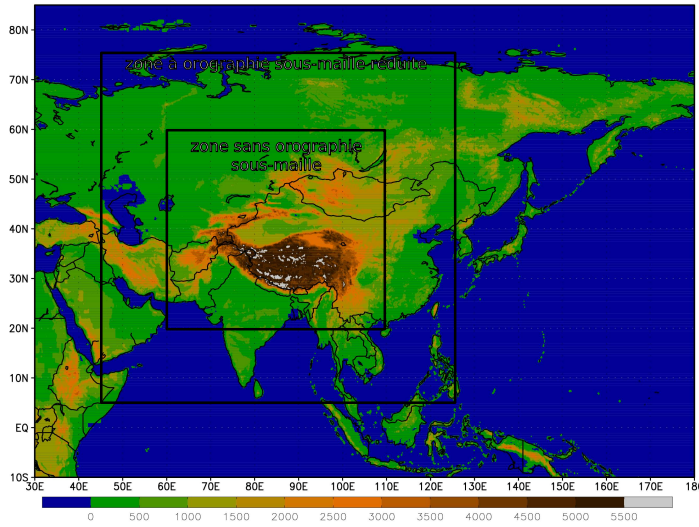 80N
70N
60N
50N
40N
30N
20N
10N
EQ
10S
zone à orographie sous-maille réduite
zone sans orographie
sous-maille
30E 40E 50E 60E 70E 80E 90E 100E 110E 120E 130E 140E 150E 160E 170E 180
0 500 1000 1500 2000 2500 3000 3500 4000 4500 5000 5500